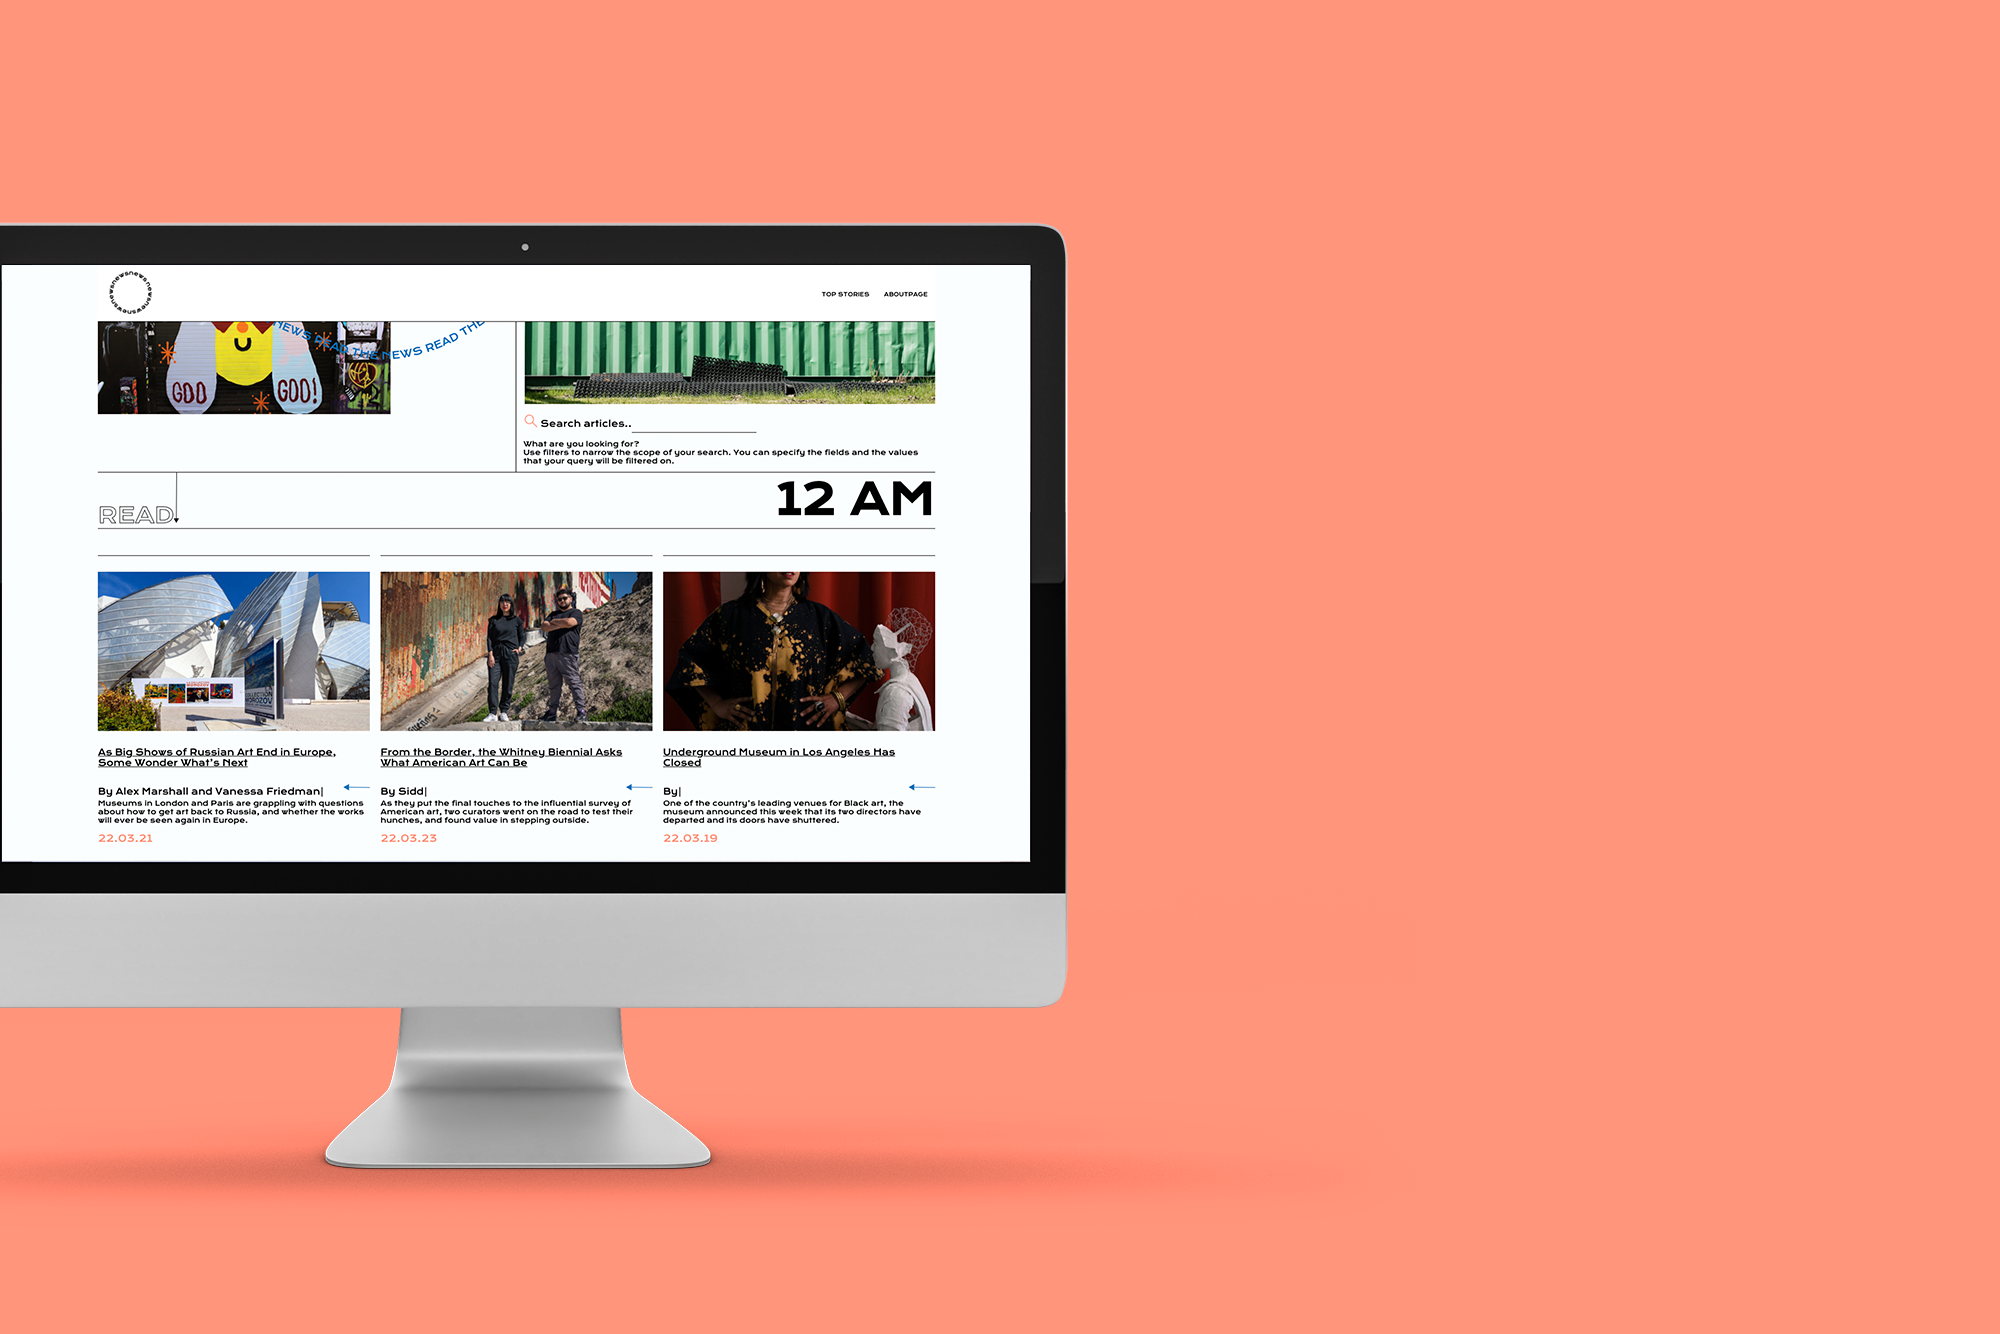 newsnewsnewsnewsnewsnews
TOP STORIES ABOUTPAGE
NEWS READ THE NEWS READ THE
GOO GOO!
Search articles..
What are you looking for?
Use filters to narrow the scope of your search. You can specify the fields and the values
that your query will be filtered on.
READ
12 AM
COLLECTION
MOROZOV
As Big Shows of Russian Art End in Europe,
Some Wonder What's Next
By Alex Marshall and Vanessa Friedman|
Museums in London and Paris are grappling with questions
about how to get art back to Russia, and whether the works
will ever be seen again in Europe.
22.03.21
From the Border, the Whitney Biennial Asks
What American Art Can Be
By Sidd|
As they put the final touches to the influential survey of
American art, two curators went on the road to test their
hunches, and found value in stepping outside.
22.03.23
Underground Museum in Los Angeles Has
Closed
By|
One of the country's leading venues for Black art, the
museum announced this week that its two directors have
departed and its doors have shuttered.
22.03.19